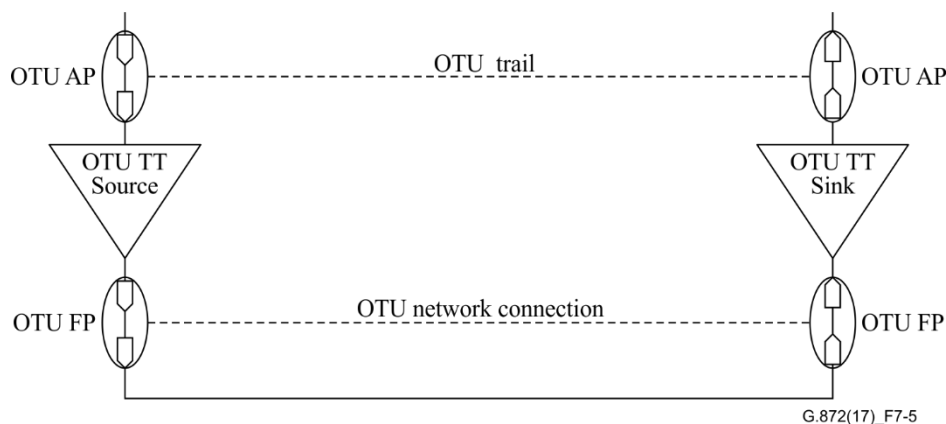 OTU AP
OTU trail
OTU AP
OTU TT
Source
OTU TT
Sink
OTU FP
OTU network connection
OTU FP
G.872(17)_F7-5